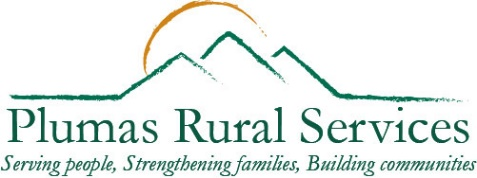 Plumas Rural Services
Serving people, Strengthening families, Building communities